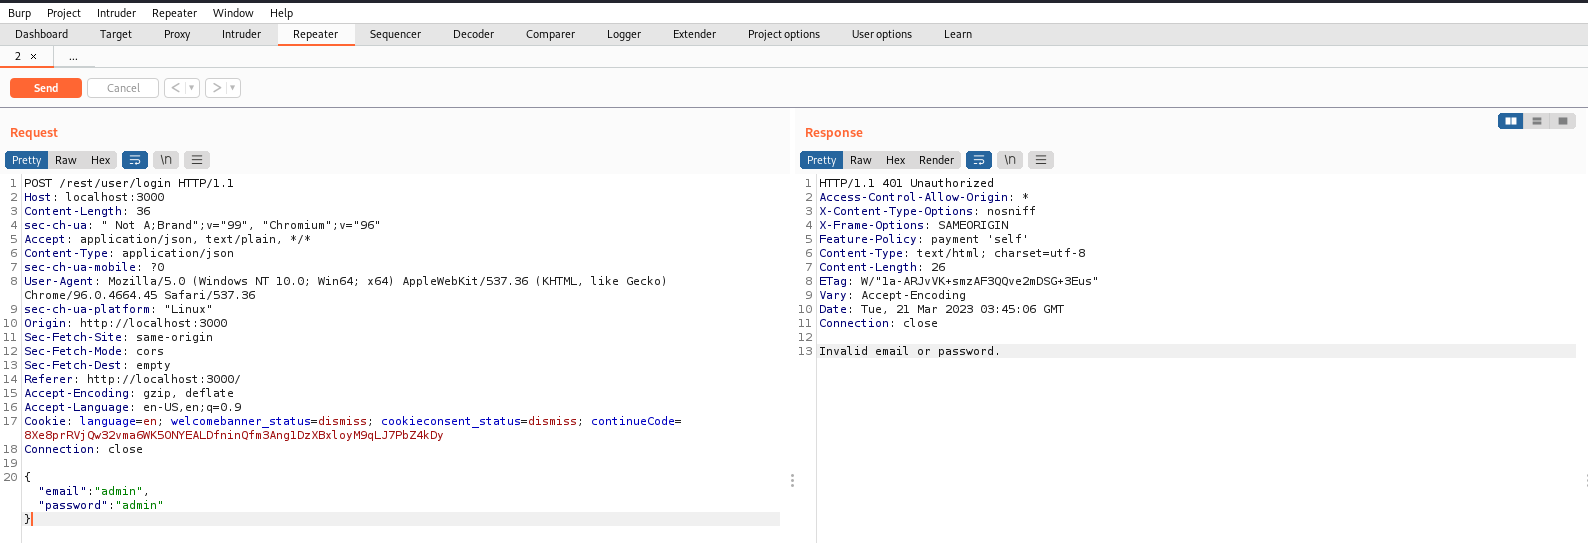 Burp Project Intruder Repeater Window Help
Dashboard Target Proxy Intruder Repeater Sequencer Decoder Comparer Logger Extender Project options User options Learn
2 × ...
Send Cancel < >
Request
Pretty Raw Hex \n
1 POST /rest/user/login HTTP/1.1
2 Host: localhost:3000
3 Content-Length: 36
4 sec-ch-ua: " Not A;Brand";v="99", "Chromium";v="96"
5 Accept: application/json, text/plain, */*
6 Content-Type: application/json
7 sec-ch-ua-mobile: ?0
8 User-Agent: Mozilla/5.0 (Windows NT 10.0; Win64; x64) AppleWebKit/537.36 (KHTML, like Gecko)
Chrome/96.0.4664.45 Safari/537.36
9 sec-ch-ua-platform: "Linux"
10 Origin: http://localhost:3000
11 Sec-Fetch-Site: same-origin
12 Sec-Fetch-Mode: cors
13 Sec-Fetch-Dest: empty
14 Referer: http://localhost:3000/
15 Accept-Encoding: gzip, deflate
16 Accept-Language: en-US,en;q=0.9
17 Cookie: language=en; welcomebanner_status=dismiss; cookieconsent_status=dismiss; continueCode=
8Xe8prRVjQw32vma6WK5ONYEALDfninQfm3Ang1DzXBxloyM9qLJ7PbZ4kDy
18 Connection: close
19
20 {
"email":"admin",
"password":"admin"
}
Response
Pretty Raw Hex Render \n
1 HTTP/1.1 401 Unauthorized
2 Access-Control-Allow-Origin: *
3 X-Content-Type-Options: nosniff
4 X-Frame-Options: SAMEORIGIN
5 Feature-Policy: payment 'self'
6 Content-Type: text/html; charset=utf-8
7 Content-Length: 26
8 ETag: W/"1a-ARJvVK+smzAF3QQve2mDSG+3Eus"
9 Vary: Accept-Encoding
10 Date: Tue, 21 Mar 2023 03:45:06 GMT
11 Connection: close
12
13 Invalid email or password.